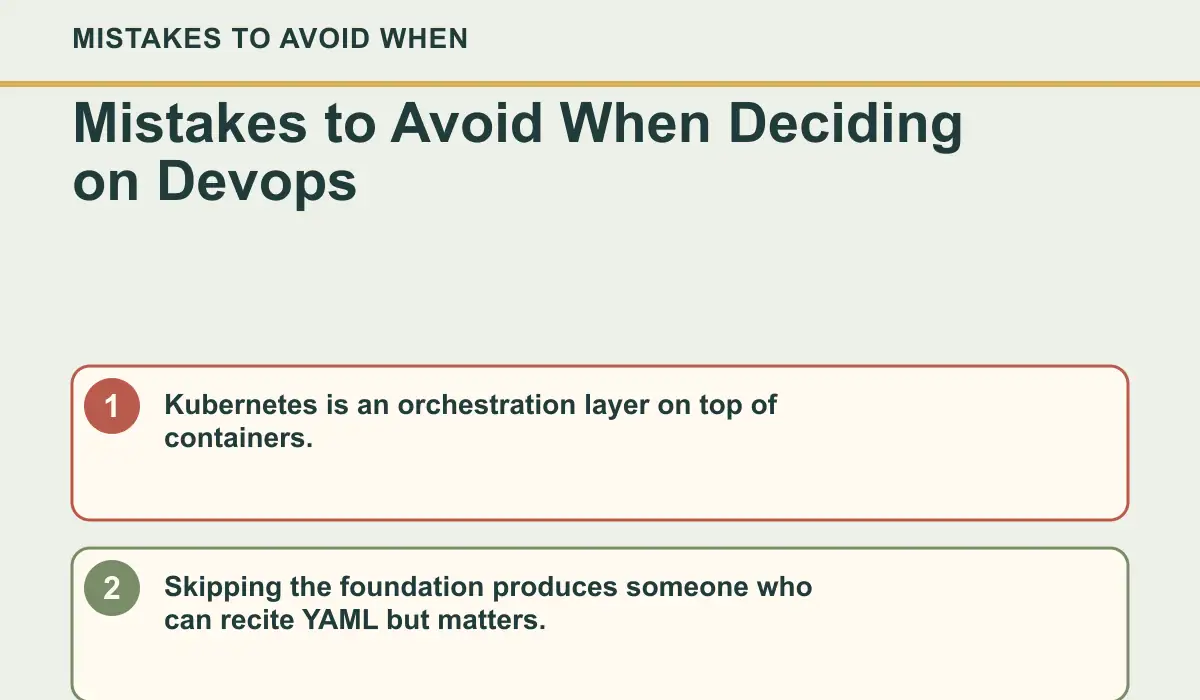 MISTAKES TO AVOID WHEN
Mistakes to Avoid When Deciding
on Devops
1
Kubernetes is an orchestration layer on top of
containers.
2
Skipping the foundation produces someone who
can recite YAML but matters.